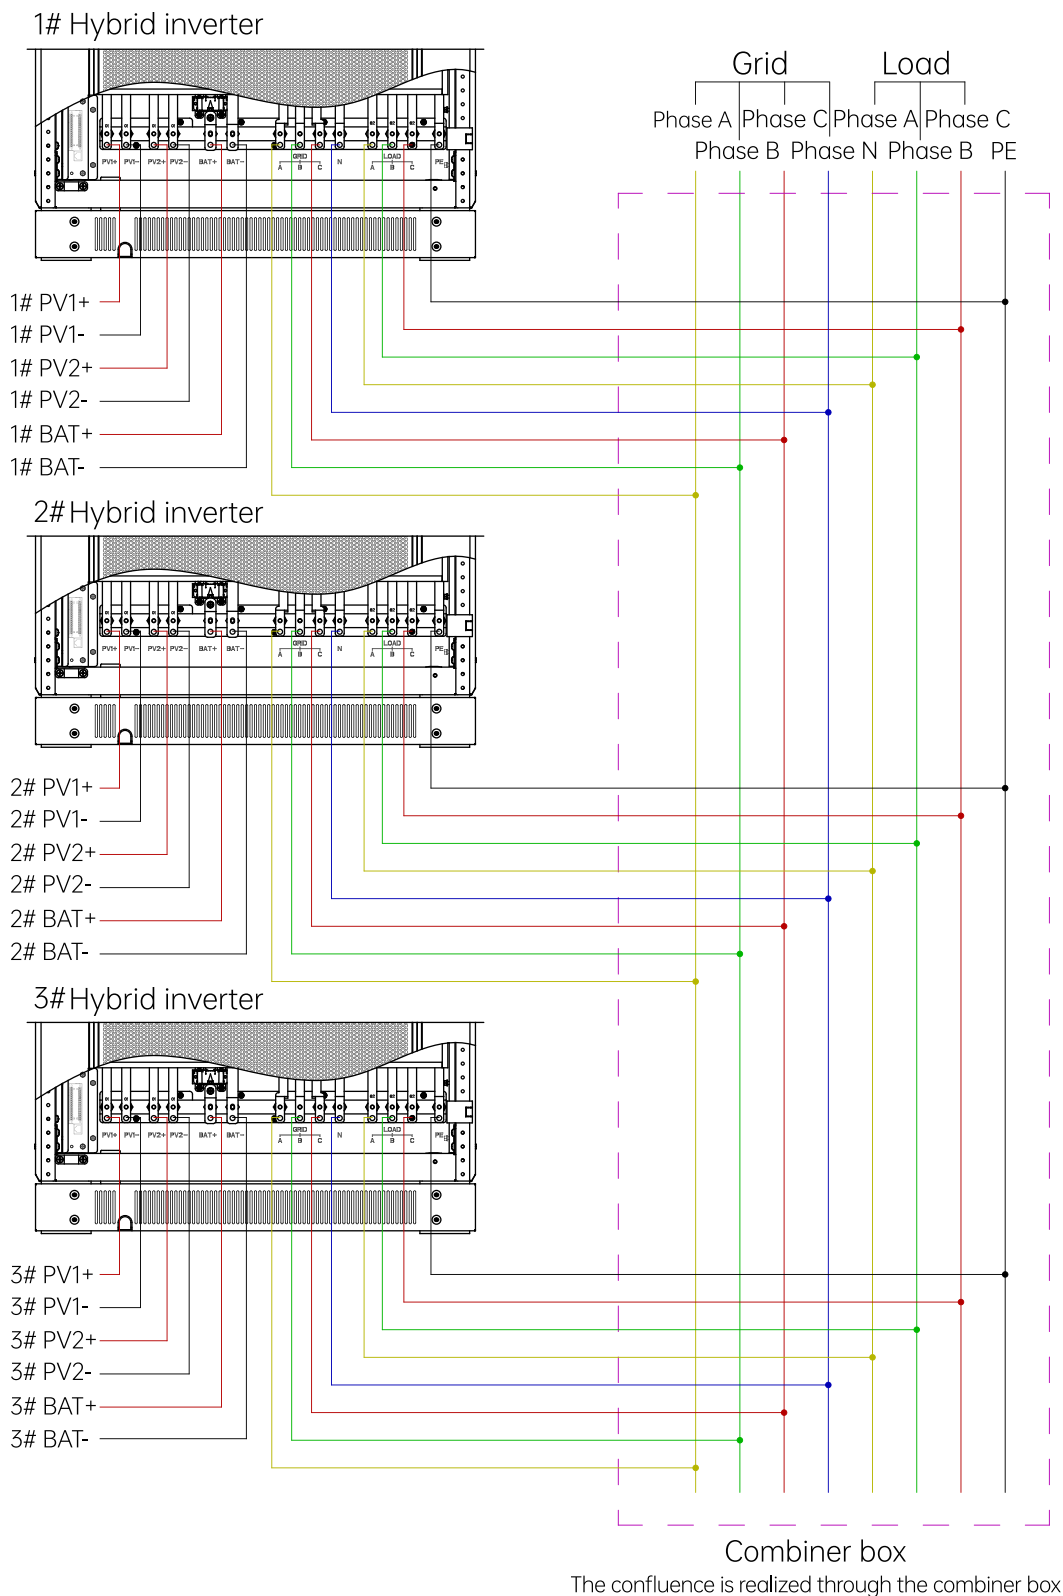 1# Hybrid inverter
Grid Load
Phase A Phase C Phase A Phase C
Phase B Phase N Phase B PE
PV1+ PV1- PV2+ PV2- BAT+ BAT- GRID N LOAD PE
A B C A B C
1# PV1+
1# PV1-
1# PV2+
1# PV2-
1# BAT+
1# BAT-
2# Hybrid inverter
PV1+ PV1- PV2+ PV2- BAT+ BAT- GRID N LOAD PE
A B C A B C
2# PV1+
2# PV1-
2# PV2+
2# PV2-
2# BAT+
2# BAT-
3# Hybrid inverter
PV1+ PV1- PV2+ PV2- BAT+ BAT- GRID N LOAD PE
A B C A B C
3# PV1+
3# PV1-
3# PV2+
3# PV2-
3# BAT+
3# BAT-
Combiner box
The confluence is realized through the combiner box